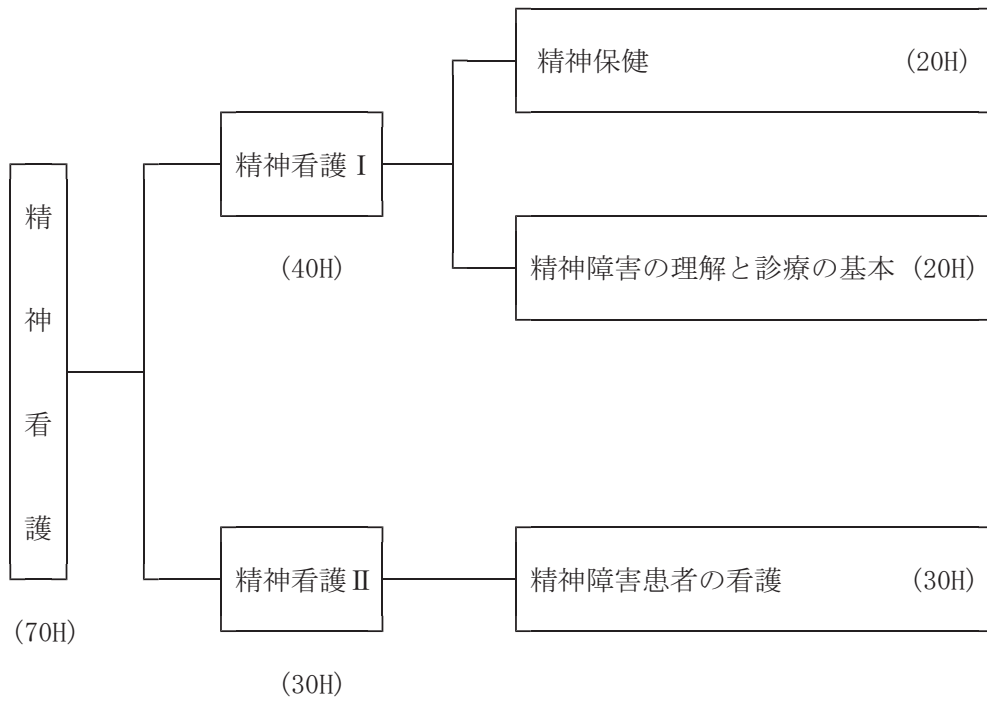 精神看護
(70H)
精神看護Ⅰ
(40H)
精神保健 (20H)
精神障害の理解と診療の基本 (20H)
精神看護Ⅱ
(30H)
精神障害患者の看護 (30H)